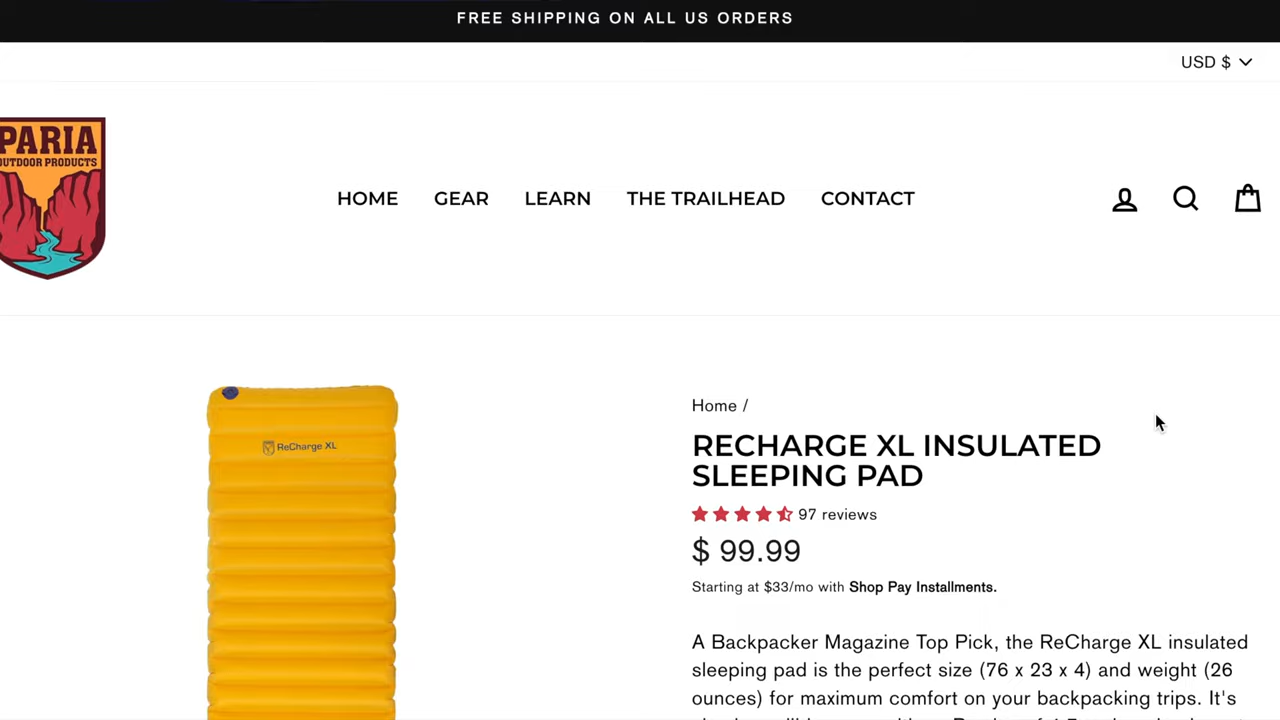 FREE SHIPPING ON ALL US ORDERS
USD $
PARIA
OUTDOOR PRODUCTS
HOME GEAR LEARN THE TRAILHEAD CONTACT
ReCharge XL
Home /
RECHARGE XL INSULATED
SLEEPING PAD
97 reviews
$ 99.99
Starting at $33/mo with Shop Pay Installments.
A Backpacker Magazine Top Pick, the ReCharge XL insulated
sleeping pad is the perfect size (76 x 23 x 4) and weight (26
ounces) for maximum comfort on your backpacking trips. It's